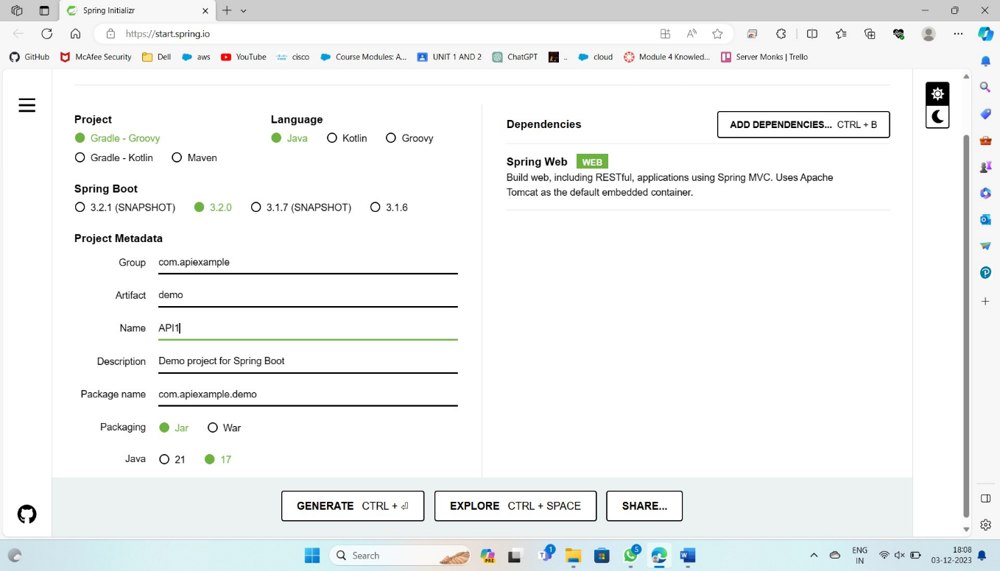 Spring Initializr
https://start.spring.io
GitHub McAfee Security Dell aws YouTube cisco Course Modules: A... UNIT 1 AND 2 ChatGPT .. cloud Module 4 Knowled... Server Monks | Trello
Project
Gradle - Groovy
Gradle - Kotlin Maven
Language
Java Kotlin Groovy
Spring Boot
3.2.1 (SNAPSHOT) 3.2.0 3.1.7 (SNAPSHOT) 3.1.6
Project Metadata
Group com.apiexample
Artifact demo
Name API1
Description Demo project for Spring Boot
Package name com.apiexample.demo
Packaging Jar War
Java 21 17
Dependencies ADD DEPENDENCIES... CTRL + B
Spring Web WEB
Build web, including RESTful, applications using Spring MVC. Uses Apache
Tomcat as the default embedded container.
GENERATE CTRL + ⏎ EXPLORE CTRL + SPACE SHARE...
Search
PRE
1
5
ENG
IN
18:08
03-12-2023